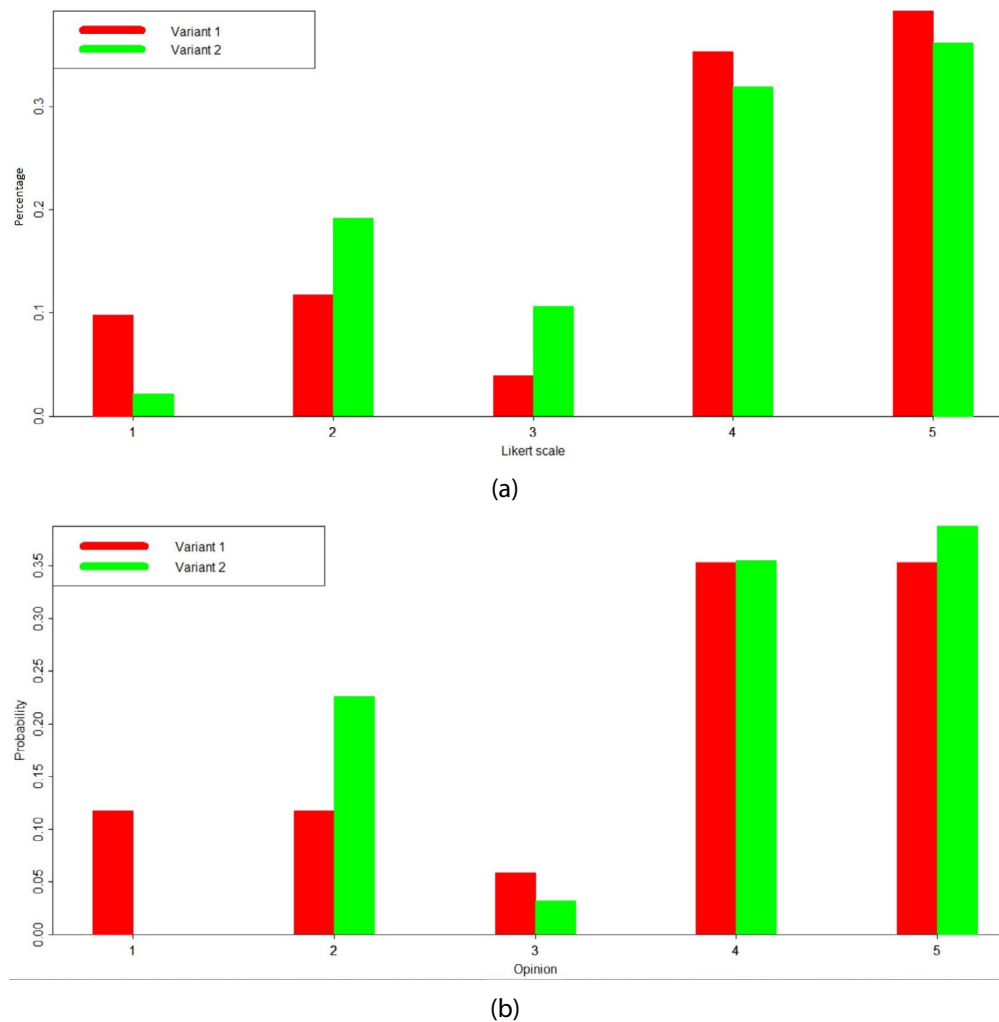 Variant 1
Variant 2
Percentage
0.3
0.2
0.1
0.0
1 2 3 4 5
Likert scale
(a)
Variant 1
Variant 2
Probability
0.35
0.30
0.25
0.20
0.15
0.10
0.05
0.00
1 2 3 4 5
Opinion
(b)